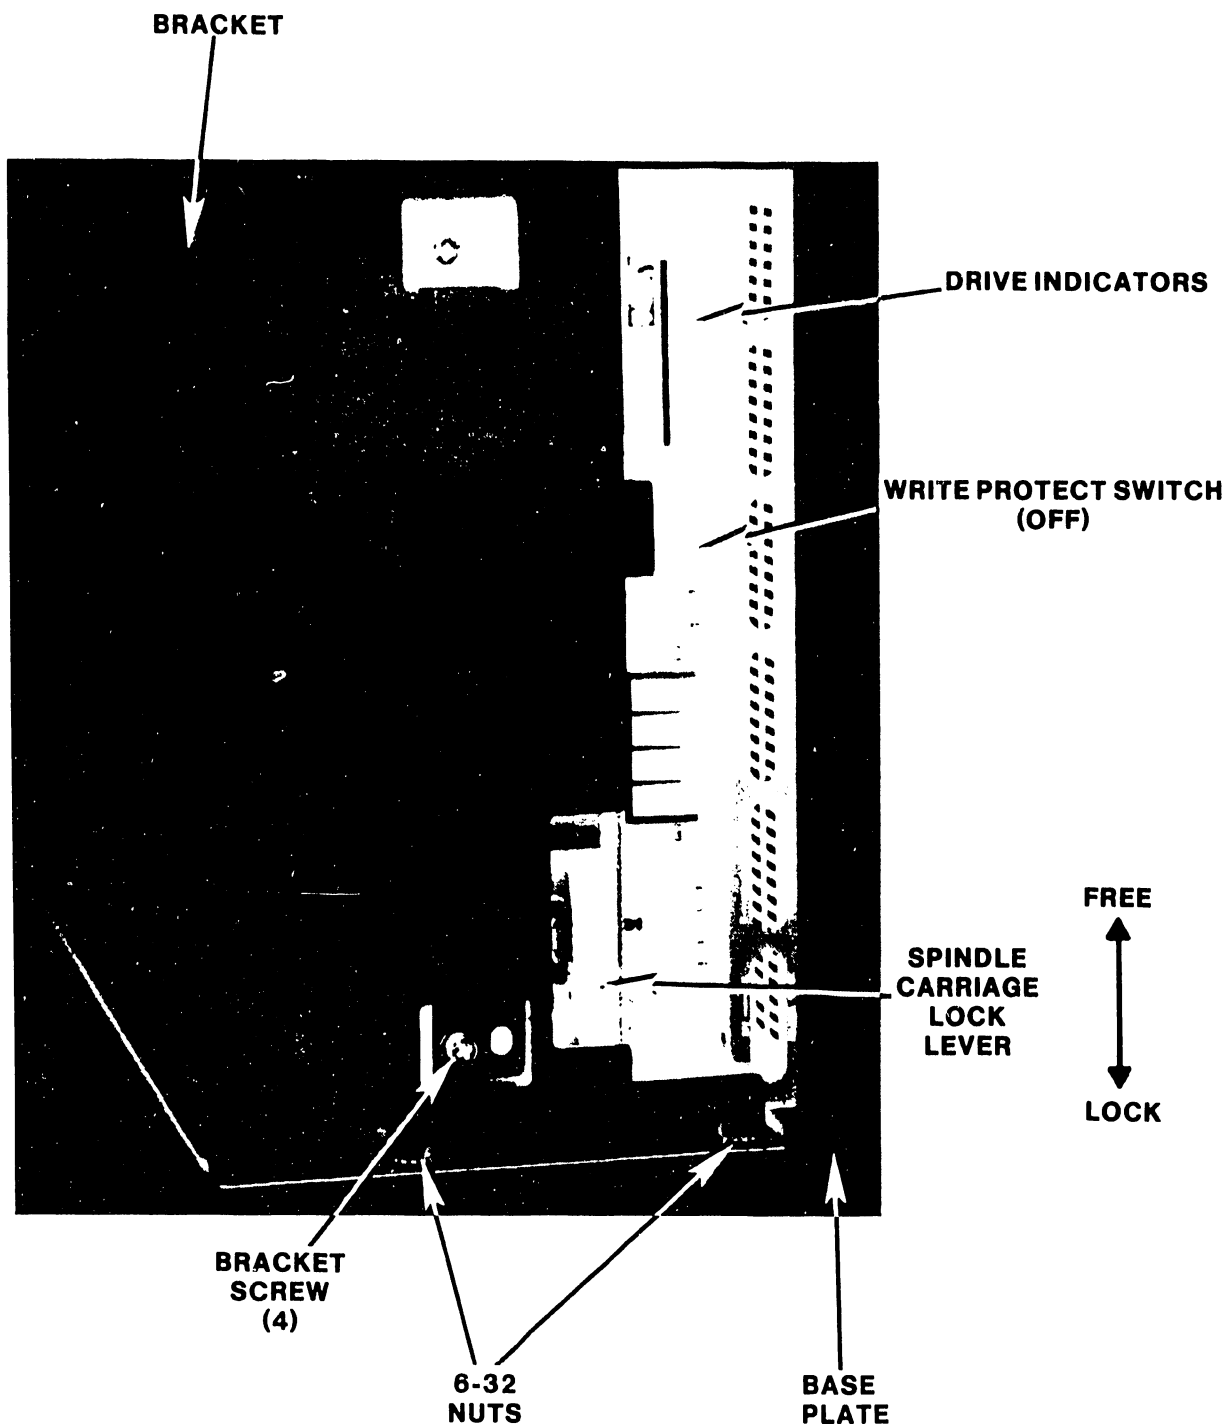 BRACKET
DRIVE INDICATORS
WRITE PROTECT SWITCH
(OFF)
FREE
SPINDLE
CARRIAGE
LOCK
LEVER
LOCK
BRACKET
SCREW
(4)
6-32
NUTS
BASE
PLATE